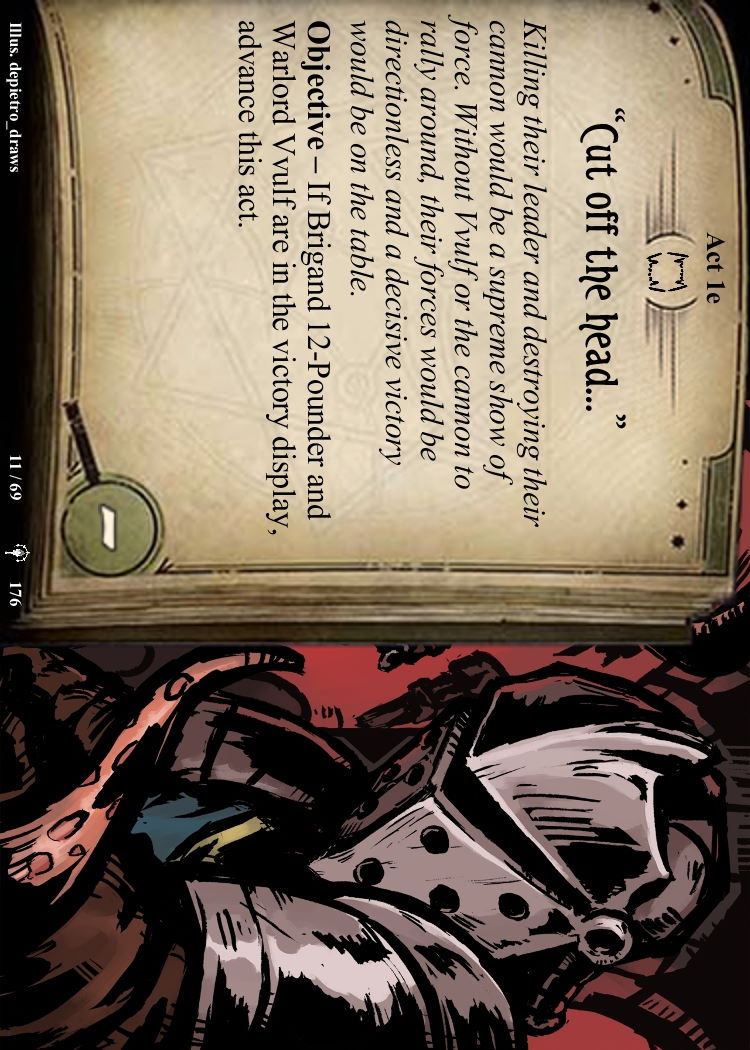 Act 1e
“Cut off the head... ”
Killing their leader and destroying their
cannon would be a supreme show of
force. Without Vvulf or the cannon to
rally around, their forces would be
directionless and a decisive victory
would be on the table.
Objective – If Brigand 12-Pounder and
Warlord Vvulf are in the victory display,
advance this act.
–
Illus. depietro_draws
11 / 69
176